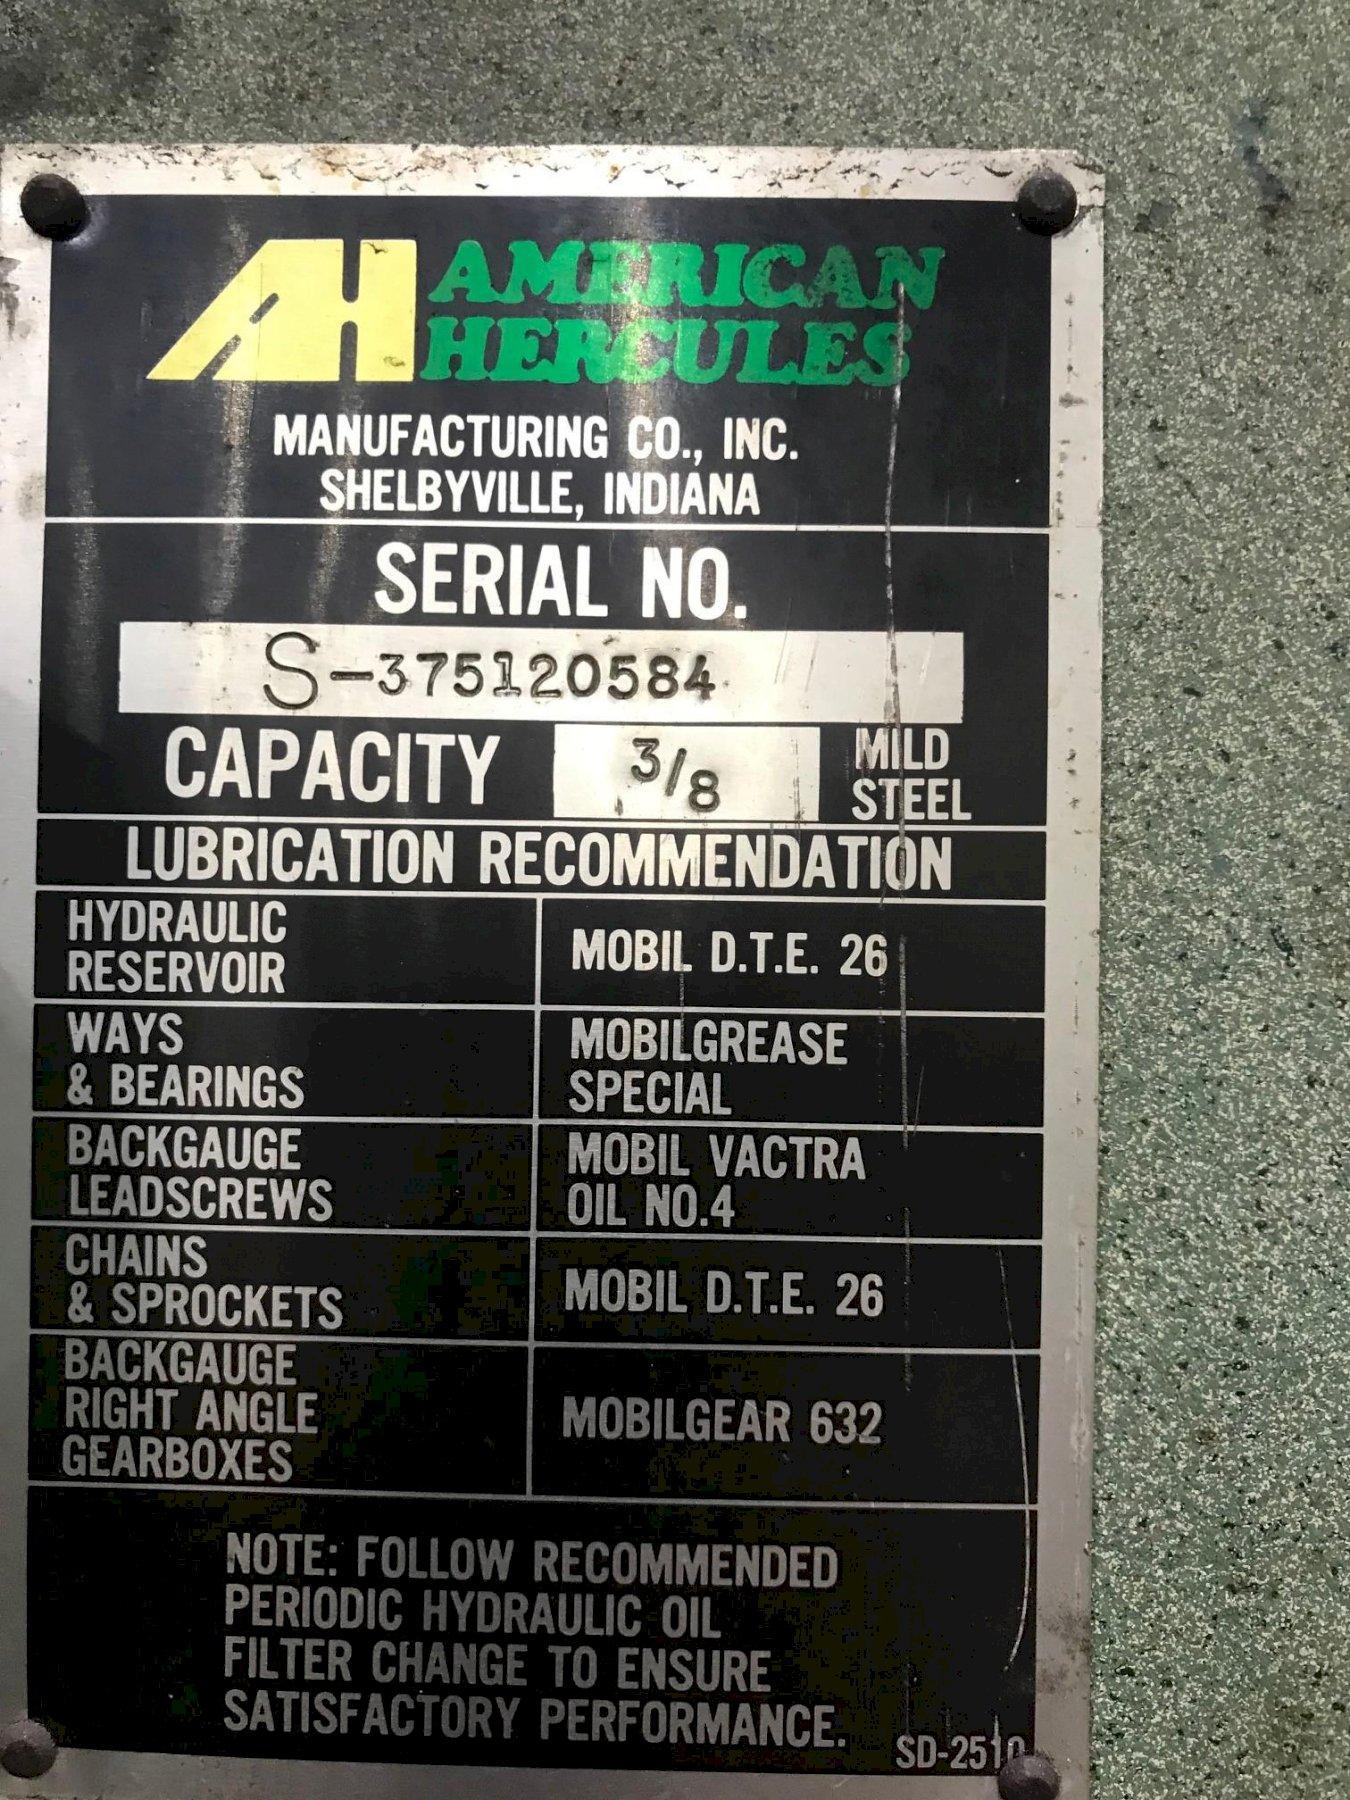 AH AMERICAN
HERCULES
MANUFACTURING CO., INC.
SHELBYVILLE, INDIANA
SERIAL NO.
S-375120584
CAPACITY 3/8 MILD
STEEL
LUBRICATION RECOMMENDATION
HYDRAULIC
RESERVOIR
MOBIL D.T.E. 26
WAYS
& BEARINGS
MOBILGREASE
SPECIAL
BACKGAUGE
LEADSCREWS
MOBIL VACTRA
OIL NO.4
CHAINS
& SPROCKETS
MOBIL D.T.E. 26
BACKGAUGE
RIGHT ANGLE
GEARBOXES
MOBILGEAR 632
NOTE: FOLLOW RECOMMENDED
PERIODIC HYDRAULIC OIL
FILTER CHANGE TO ENSURE
SATISFACTORY PERFORMANCE.